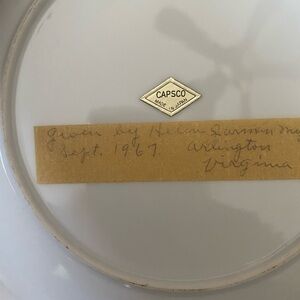 CAPSCO
MADE IN JAPAN
given by Helen
Sept. 1967 Arlington
Virginia